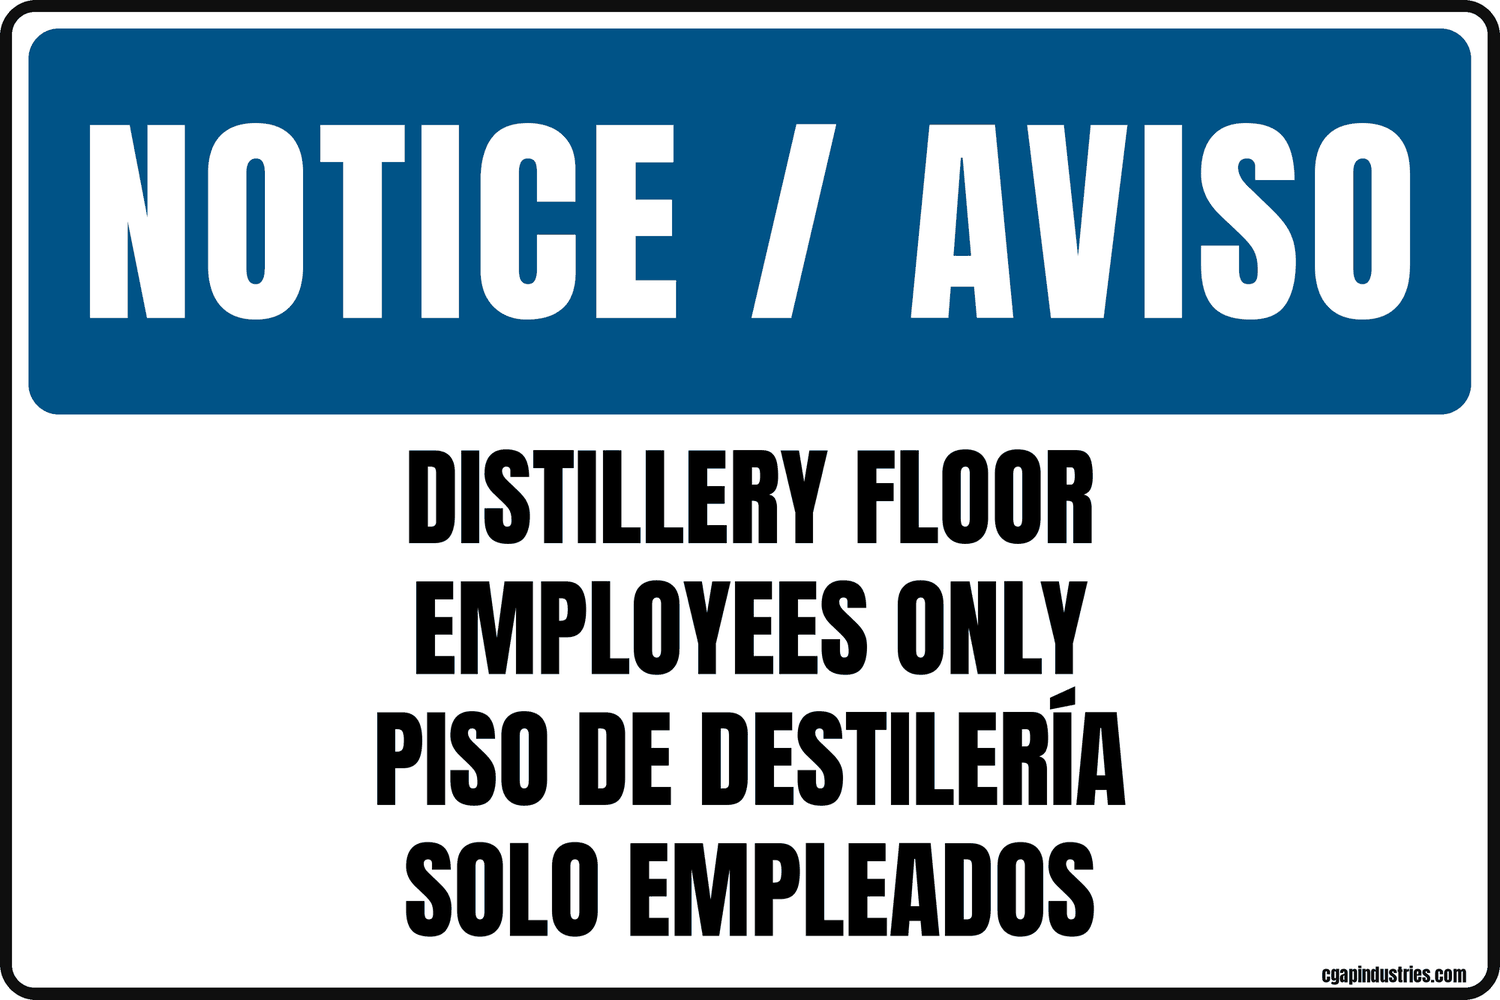 NOTICE / AVISO
DISTILLERY FLOOR
EMPLOYEES ONLY
PISO DE DESTILERÍA
SOLO EMPLEADOS
cgapindustries.com